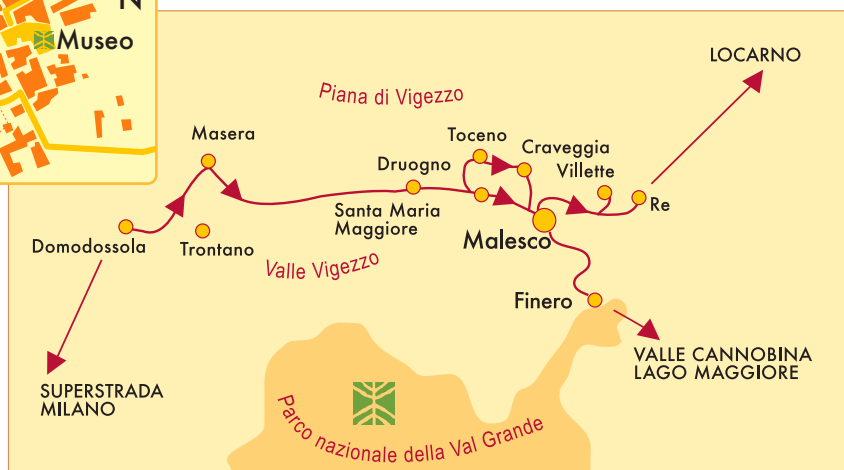 N
Museo
LOCARNO
Piana di Vigezzo
Masera
Toceno
Craveggia
Druogno
Villette
Santa Maria
Maggiore
Re
Domodossola
Trontano
Malesco
Valle Vigezzo
Finero
VALLE CANNOBINA
LAGO MAGGIORE
SUPERSTRADA
MILANO
Parco nazionale della Val Grande